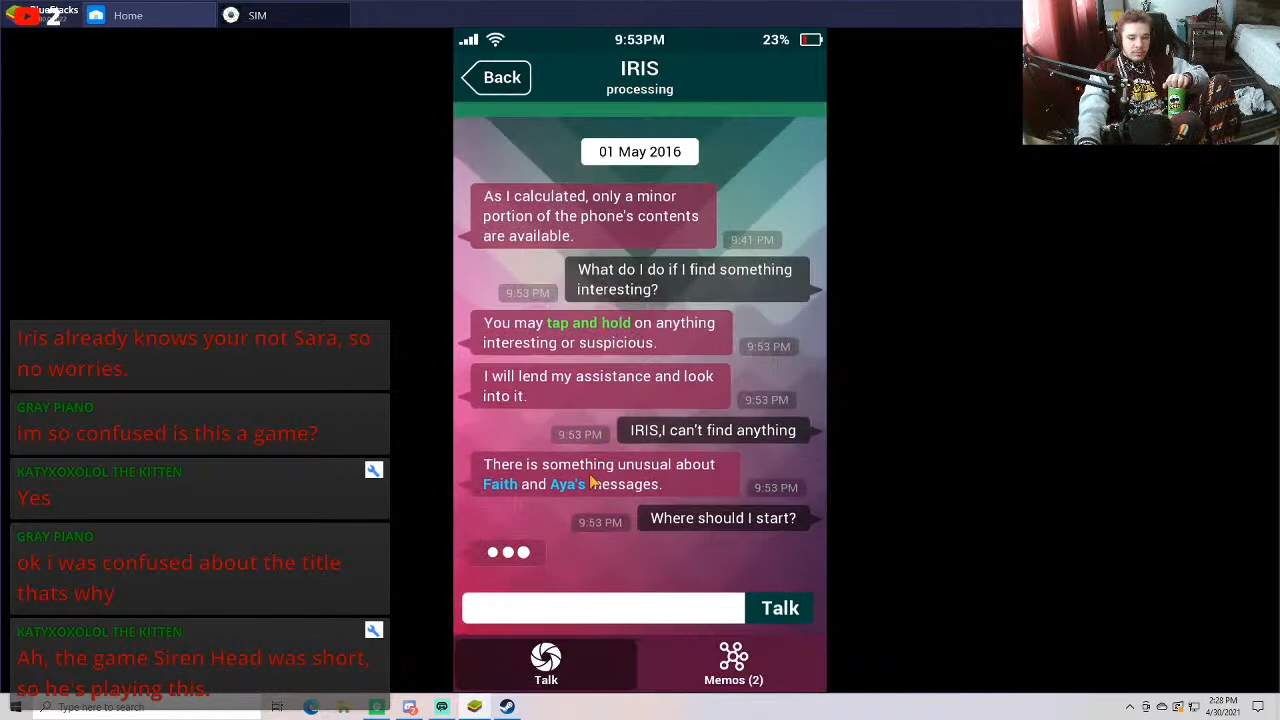 BlueStacks
2
Home
SIM
9:53PM
23%
Back
IRIS
processing
01 May 2016
As I calculated, only a minor
portion of the phone's contents
are available.
9:41 PM
What do I do if I find something
interesting?
9:53 PM
You may tap and hold on anything
interesting or suspicious.
9:53 PM
I will lend my assistance and look
into it.
9:53 PM
IRIS,I can't find anything
9:53 PM
There is something unusual about
Faith and Aya's messages.
9:53 PM
Where should I start?
9:53 PM
Talk
Talk
Memos (2)
Iris already knows your not Sara, so
no worries.
GRAY PIANO
im so confused is this a game?
KATYXOXOLOL THE KITTEN
Yes
GRAY PIANO
ok i was confused about the title
thats why
KATYXOXOLOL THE KITTEN
Ah, the game Siren Head was short,
so he's playing this.
Type here to search
2:28 PM
4/30/2021